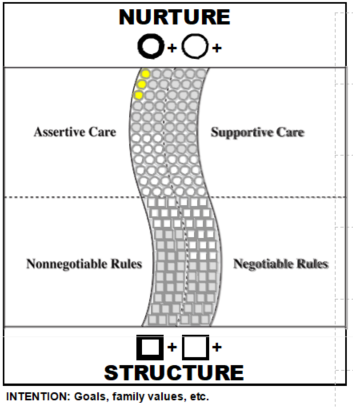 NURTURE
+ +
Assertive Care Supportive Care
Nonnegotiable Rules Negotiable Rules
+ +
STRUCTURE
INTENTION: Goals, family values, etc.